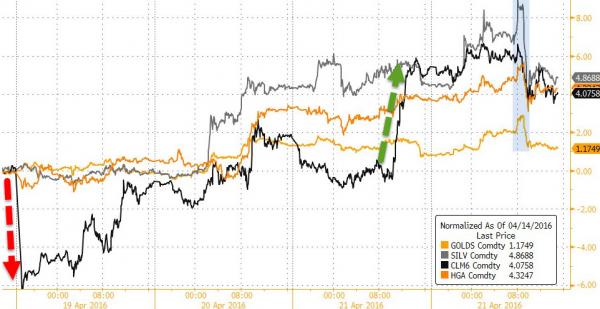 8.00
6.00
4.8688
4.3247
4.0758
2.00
1.1749
0.00
-2.00
-4.00
-6.00
Normalized As Of 04/14/2016
Last Price
GOLDS Comdty 1.1749
SILV Comdty 4.8688
CLM6 Comdty 4.0758
HGA Comdty 4.3247
00:00 08:00 00:00 08:00 00:00 08:00 00:00 08:00
19 Apr 2016 20 Apr 2016 21 Apr 2016 21 Apr 2016